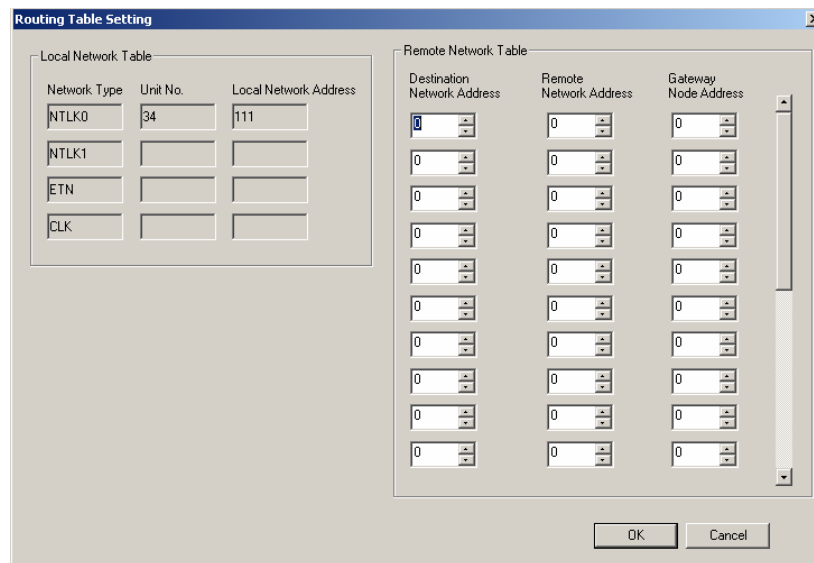 Routing Table Setting
Local Network Table
Network Type Unit No. Local Network Address
NTLK0 34 111
NTLK1
ETN
CLK
Remote Network Table
Destination Network Address
Remote Network Address
Gateway Node Address
0 0 0
0 0 0
0 0 0
0 0 0
0 0 0
0 0 0
0 0 0
0 0 0
0 0 0
0 0 0
OK Cancel